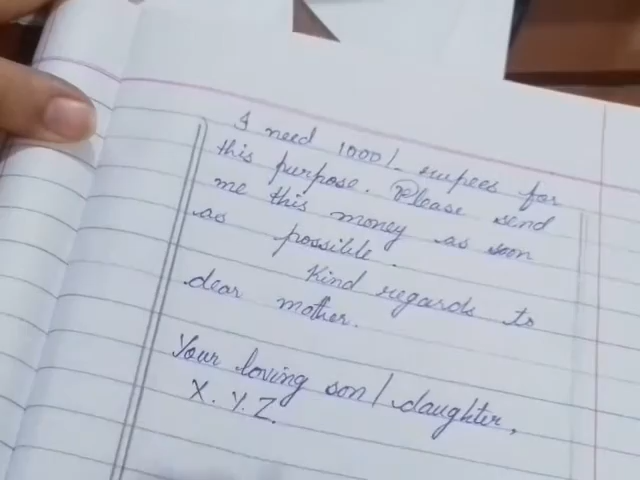 I need 1000/- rupees for
this purpose. Please send
me this money as soon
as possible.
Kind regards to
dear mother.
Your loving son/daughter,
X.Y.Z.